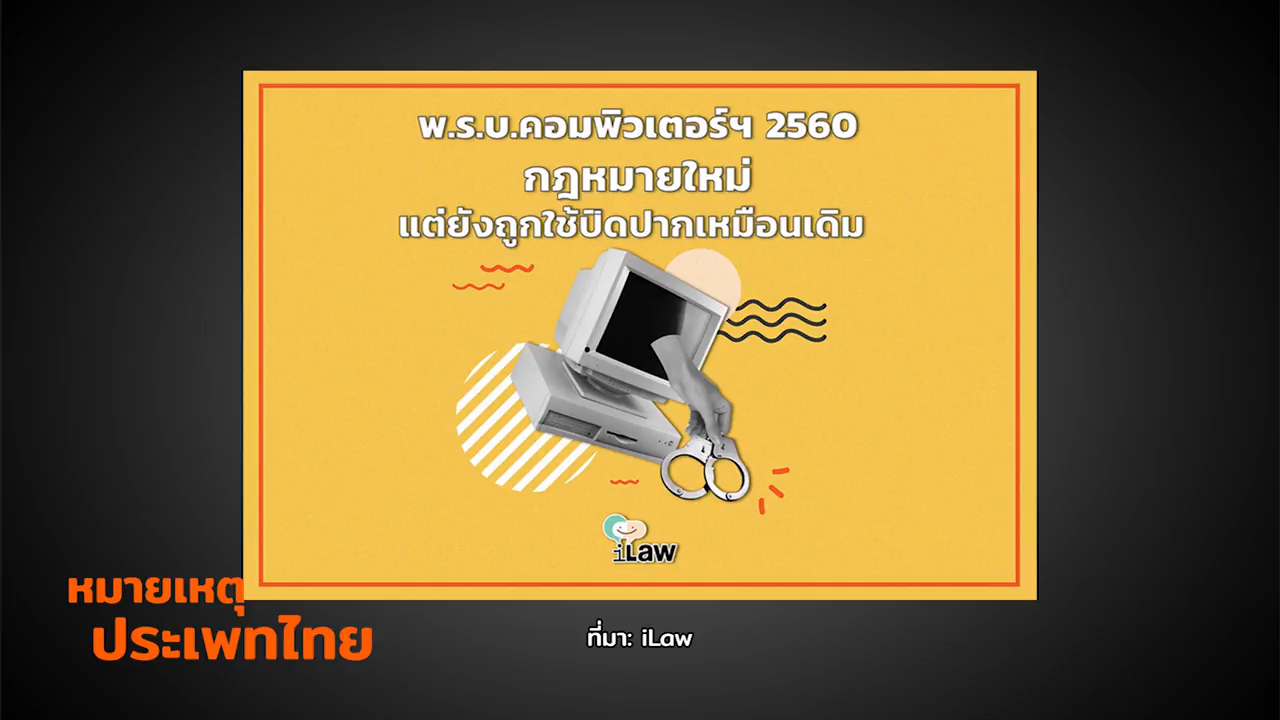 พ.ร.บ.คอมพิวเตอร์ฯ 2560
กฎหมายใหม่
แต่ยังถูกใช้ปิดปากเหมือนเดิม
iLaw
หมายเหตุ
ประเพทไทย
ที่มา: iLaw